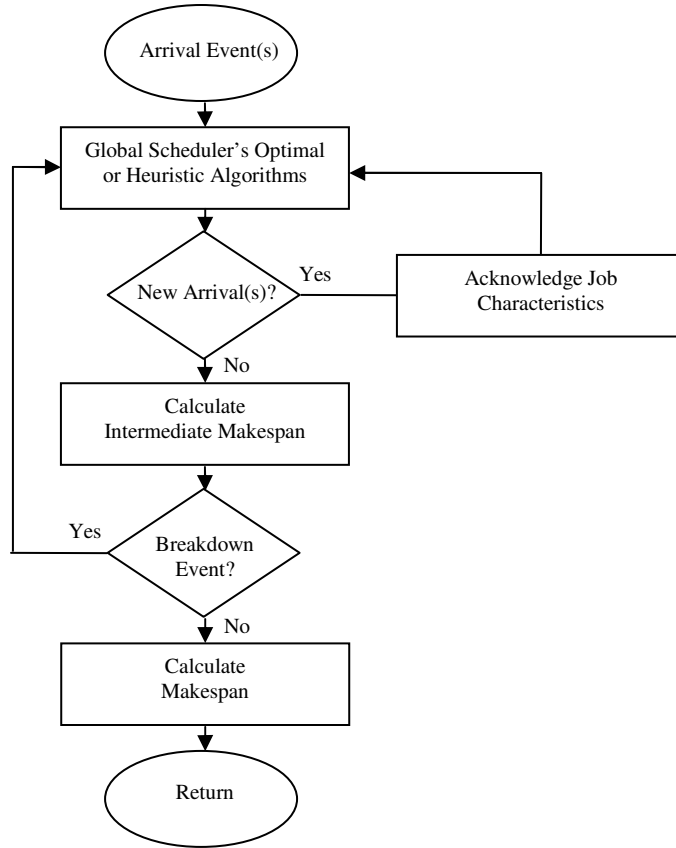 Arrival Event(s)
Global Scheduler's Optimal
or Heuristic Algorithms
New Arrival(s)?
Yes
Acknowledge Job
Characteristics
No
Calculate
Intermediate Makespan
Yes
Breakdown
Event?
No
Calculate
Makespan
Return